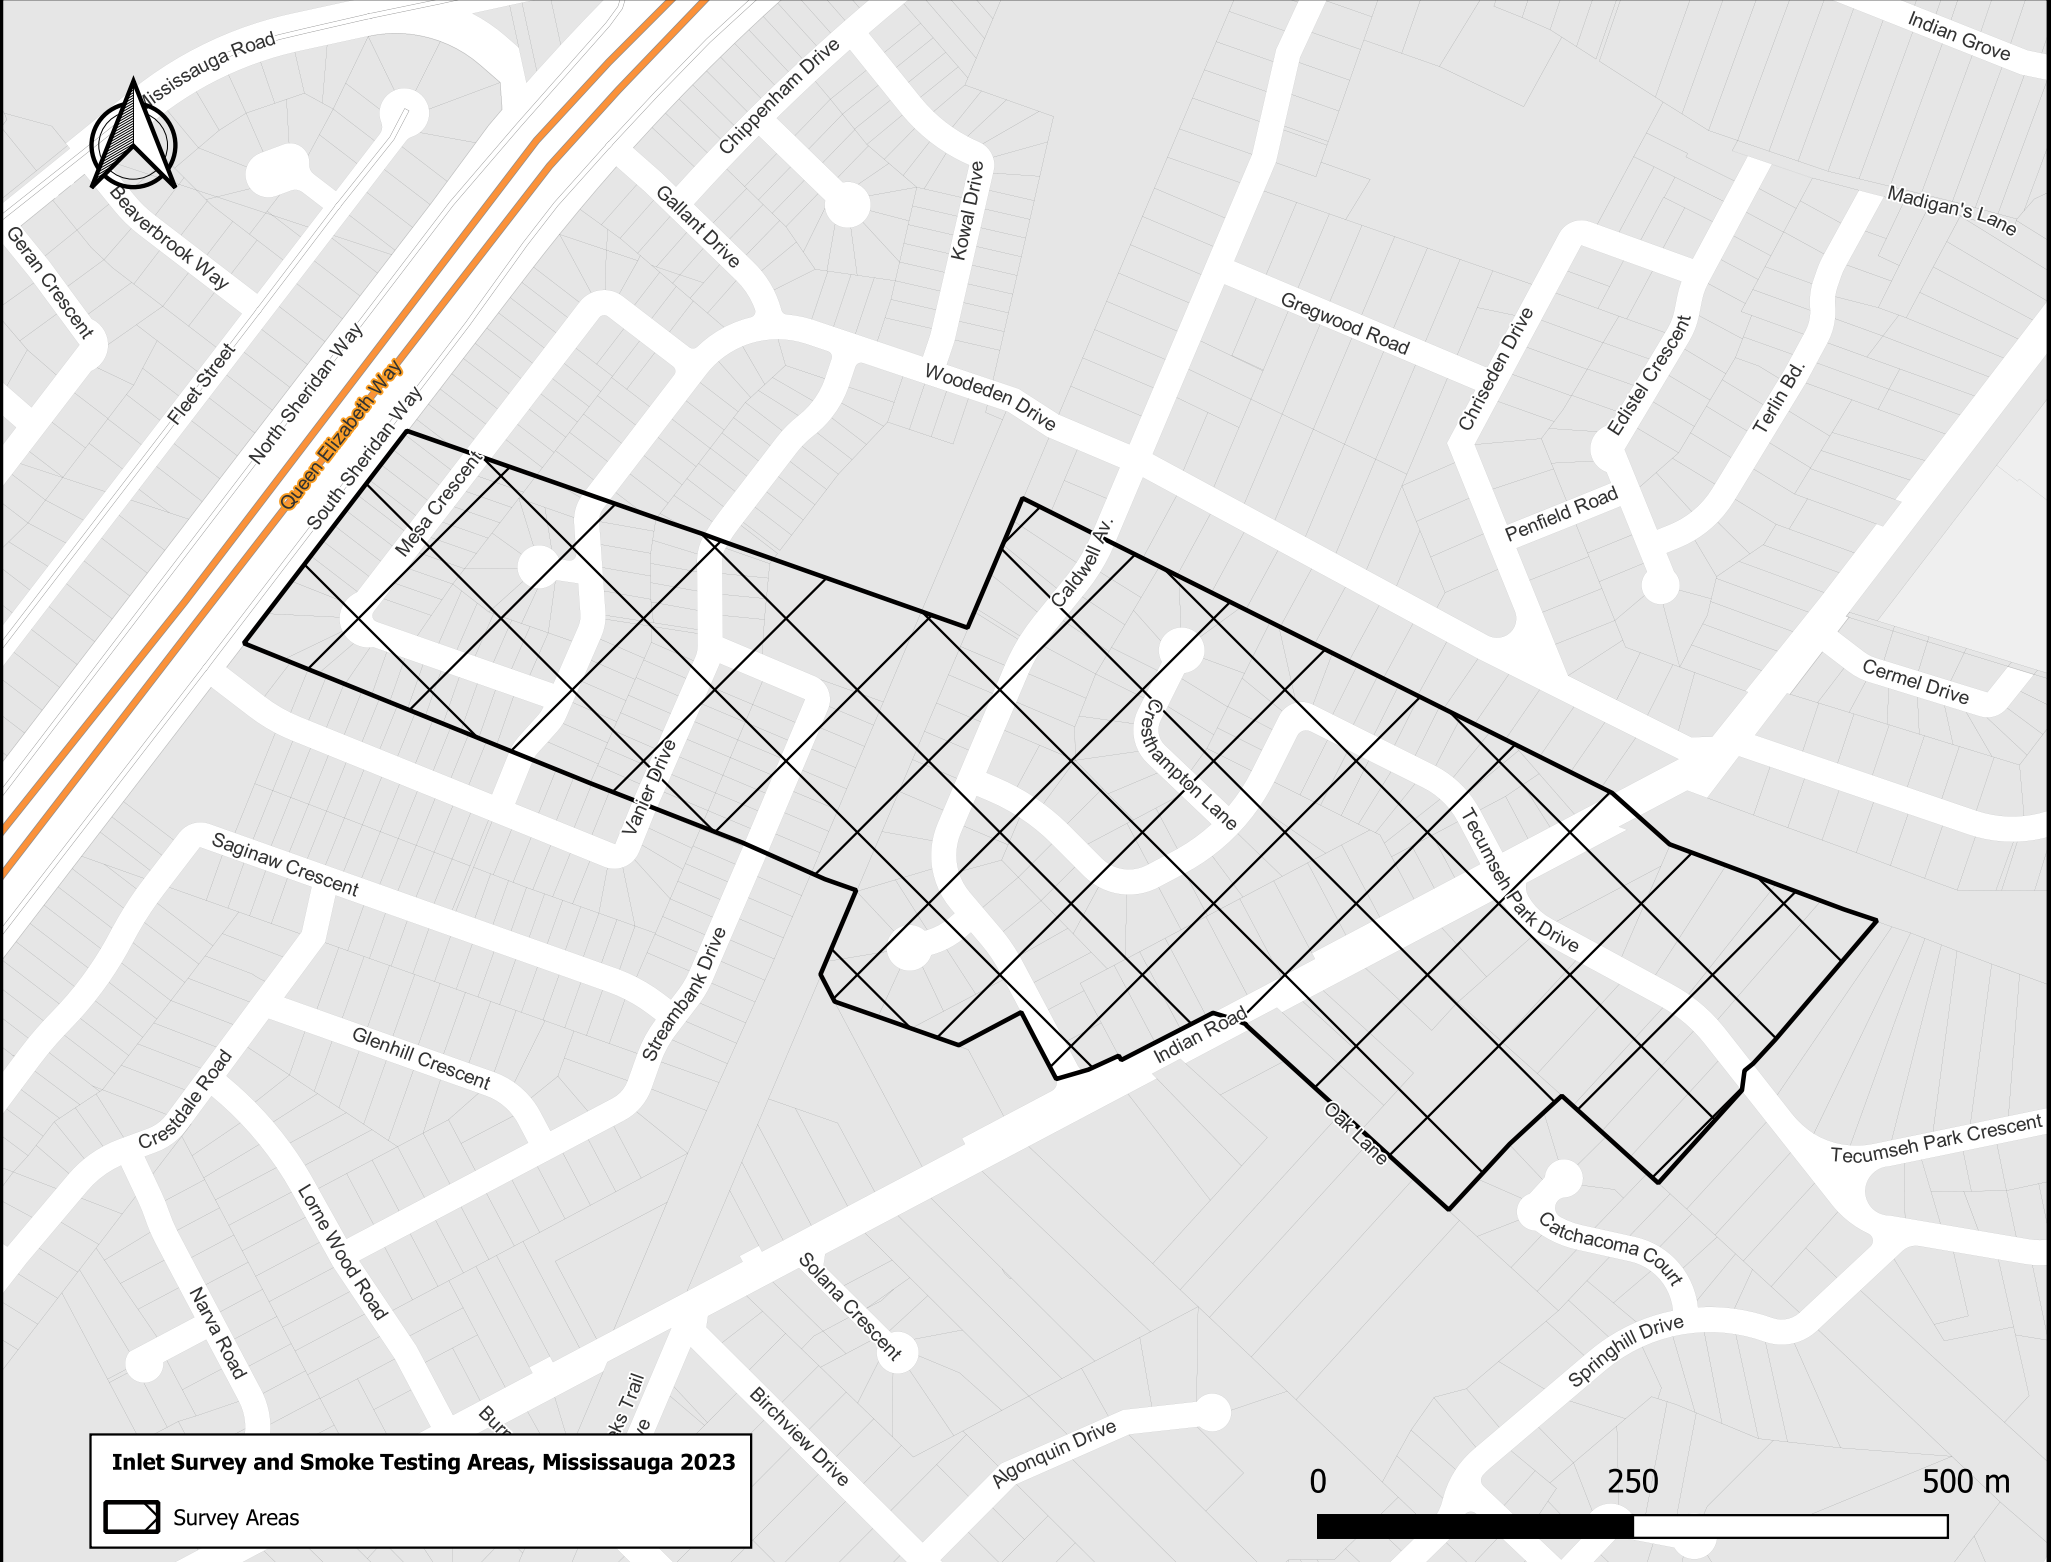 Indian Grove
Mississauga Road
Chippenham Drive
Kowal Drive
Gallant Drive
Madigan's Lane
Beaverbrook Way
Geran Crescent
Gregwood Road
Chriseden Drive
Edistel Crescent
Terlin Bd.
North Sheridan Way
Fleet Street
Queen Elizabeth Way
South Sheridan Way
Woodeden Drive
Mesa Crescent
Penfield Road
Caldwell Av.
Cermel Drive
Cresthampton Lane
Vanier Drive
Tecumseh Park Drive
Saginaw Crescent
Streambank Drive
Indian Road
Glenhill Crescent
Crestdale Road
Oak Lane
Tecumseh Park Crescent
Lorne Wood Road
Catchacoma Court
Solana Crescent
Narva Road
Springhill Drive
Birchview Drive
Algonquin Drive
Inlet Survey and Smoke Testing Areas, Mississauga 2023
Survey Areas
0 250 500 m